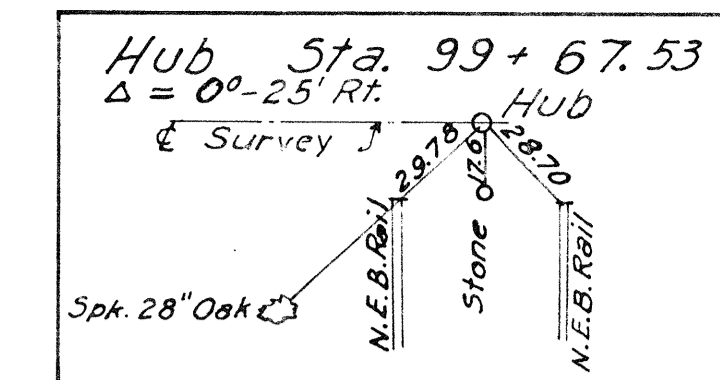 Hub Sta. 99 + 67.53
Δ = 0°-25' Rt.
Hub
℄ Survey
29.78
17.6
28.70
N.E.B. Rail
Stone
N.E.B. Rail
Spk. 28" Oak